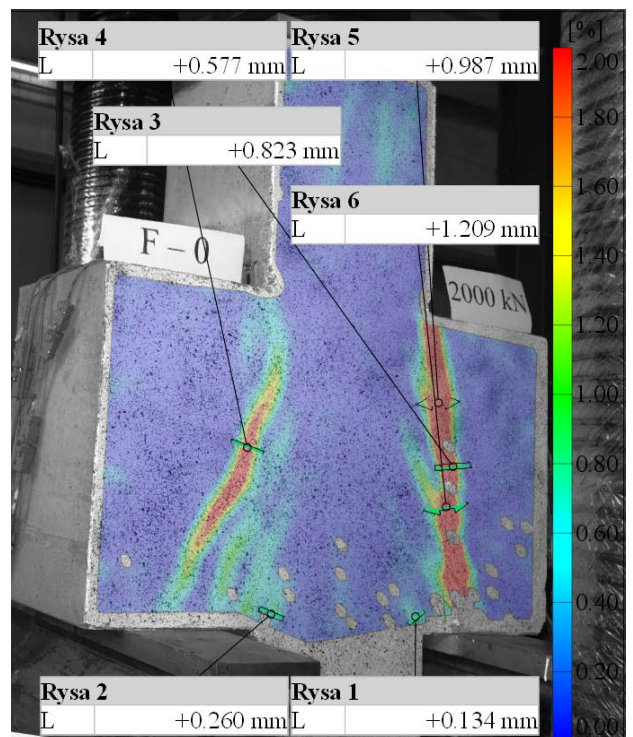 Rysa 4
L +0.577 mm
Rysa 5
L +0.987 mm
[%]
2.00
Rysa 3
L +0.823 mm
1.80
1.60
Rysa 6
L +1.209 mm
F – 0
1.40
2000 kN
1.20
1.00
0.80
0.60
0.40
0.20
0.00
Rysa 2
L +0.260 mm
Rysa 1
L +0.134 mm